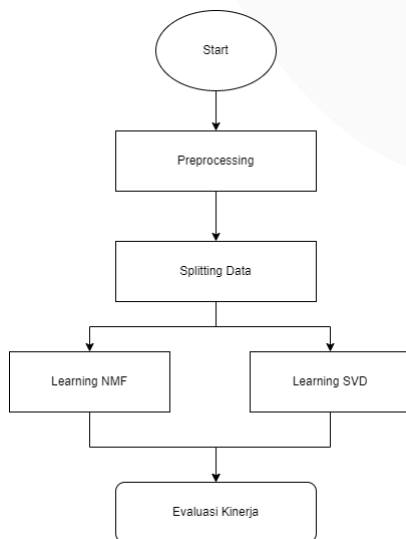 Start
Preprocessing
Splitting Data
Learning NMF
Learning SVD
Evaluasi Kinerja